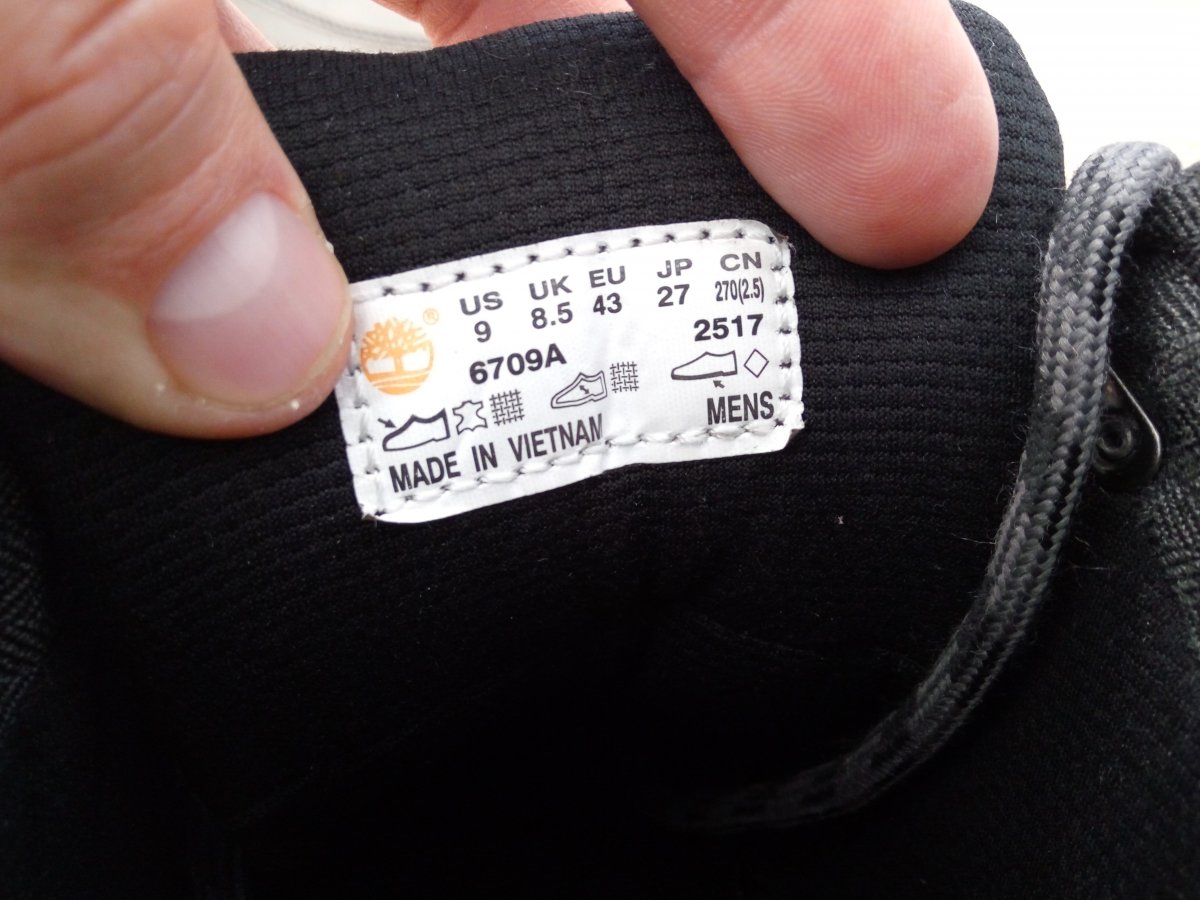 US UK EU JP CN
9 8.5 43 27 270(2.5)
® 6709A 2517
MADE IN VIETNAM MENS